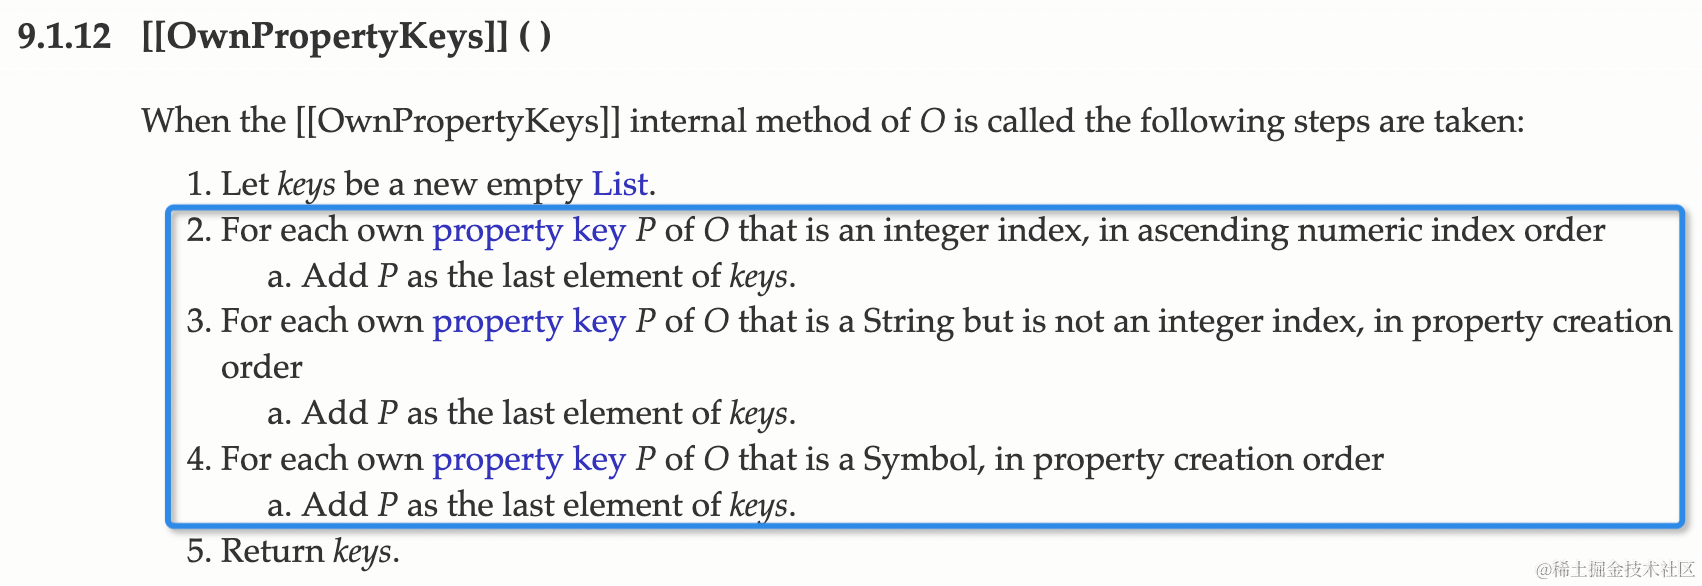 9.1.12 [[OwnPropertyKeys]] ( )
When the [[OwnPropertyKeys]] internal method of O is called the following steps are taken:
1. Let keys be a new empty List.
2. For each own property key P of O that is an integer index, in ascending numeric index order
a. Add P as the last element of keys.
3. For each own property key P of O that is a String but is not an integer index, in property creation
order
a. Add P as the last element of keys.
4. For each own property key P of O that is a Symbol, in property creation order
a. Add P as the last element of keys.
5. Return keys.
@稀土掘金技术社区